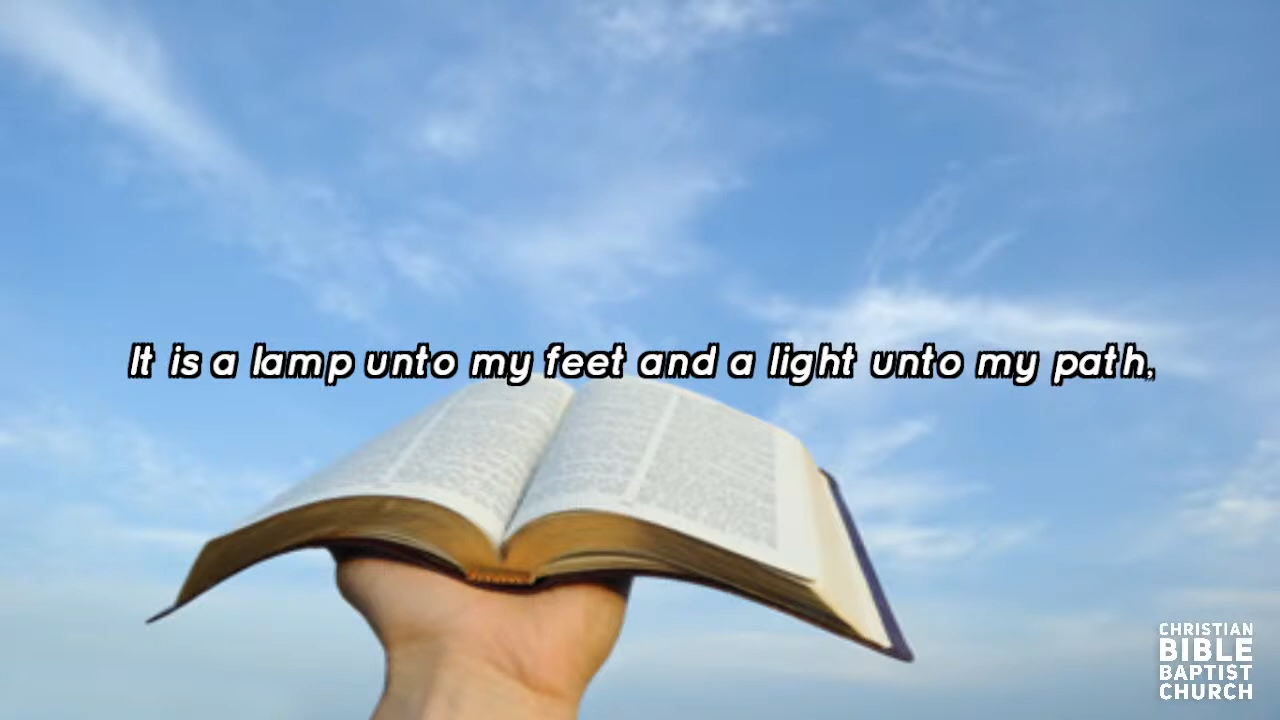 It is a lamp unto my feet and a light unto my path,
CHRISTIAN
BIBLE
BAPTIST
CHURCH